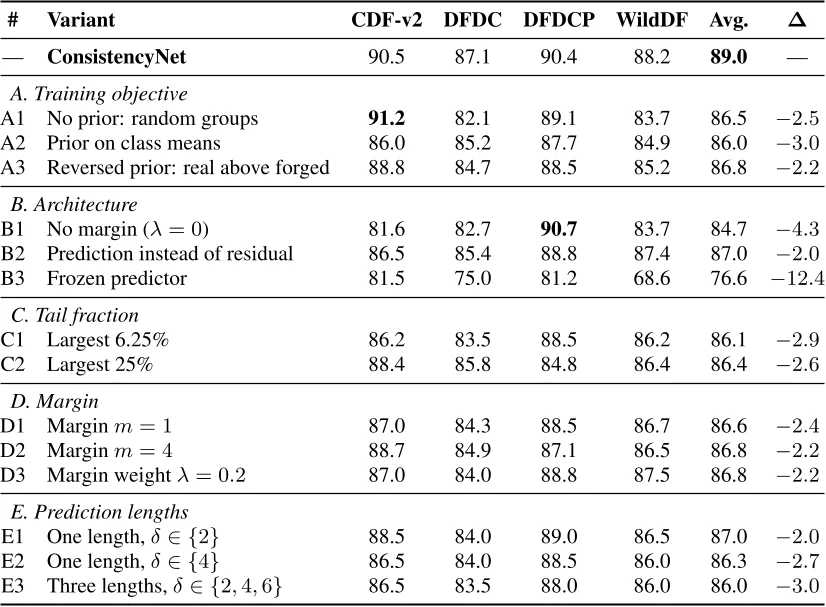 # Variant CDF-v2 DFDC DFDCP WildDF Avg. Δ
— ConsistencyNet 90.5 87.1 90.4 88.2 89.0 —
A. Training objective
A1 No prior: random groups 91.2 82.1 89.1 83.7 86.5 −2.5
A2 Prior on class means 86.0 85.2 87.7 84.9 86.0 −3.0
A3 Reversed prior: real above forged 88.8 84.7 88.5 85.2 86.8 −2.2
B. Architecture
B1 No margin (λ = 0) 81.6 82.7 90.7 83.7 84.7 −4.3
B2 Prediction instead of residual 86.5 85.4 88.8 87.4 87.0 −2.0
B3 Frozen predictor 81.5 75.0 81.2 68.6 76.6 −12.4
C. Tail fraction
C1 Largest 6.25% 86.2 83.5 88.5 86.2 86.1 −2.9
C2 Largest 25% 88.4 85.8 84.8 86.4 86.4 −2.6
D. Margin
D1 Margin m = 1 87.0 84.3 88.5 86.7 86.6 −2.4
D2 Margin m = 4 88.7 84.9 87.1 86.5 86.8 −2.2
D3 Margin weight λ = 0.2 87.0 84.0 88.8 87.5 86.8 −2.2
E. Prediction lengths
E1 One length, δ ∈ {2} 88.5 84.0 89.0 86.5 87.0 −2.0
E2 One length, δ ∈ {4} 86.5 84.0 88.5 86.0 86.3 −2.7
E3 Three lengths, δ ∈ {2, 4, 6} 86.5 83.5 88.0 86.0 86.0 −3.0